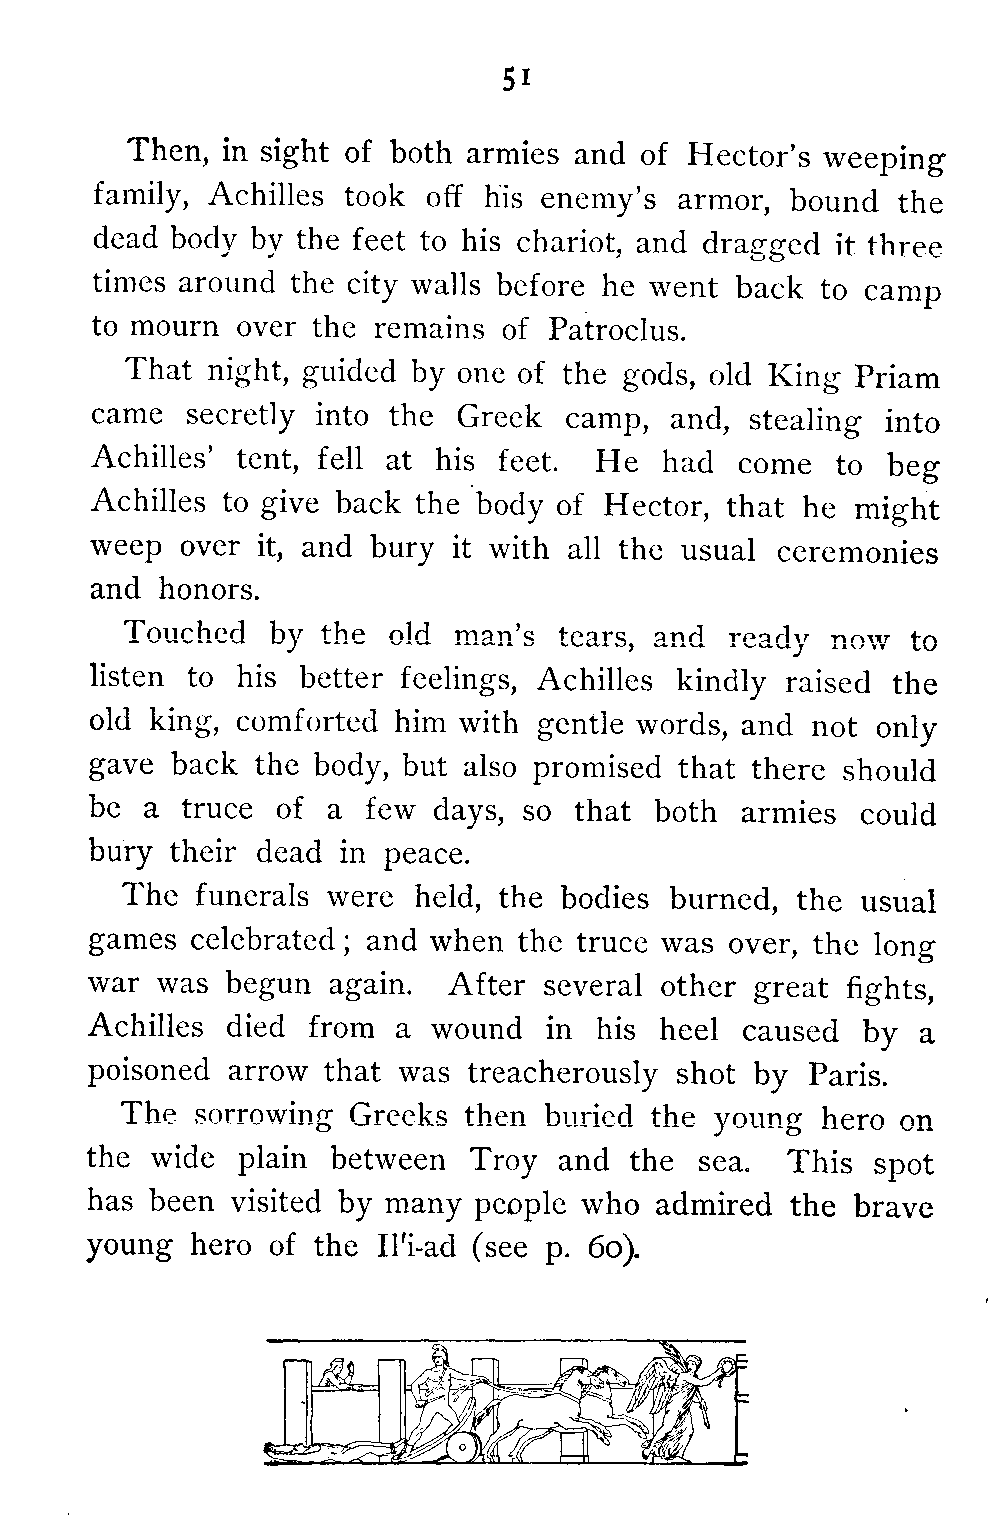 51
Then, in sight of both armies and of Hector's weeping
family, Achilles took off his enemy's armor, bound the
dead body by the feet to his chariot, and dragged it three
times around the city walls before he went back to camp
to mourn over the remains of Patroclus.
That night, guided by one of the gods, old King Priam
came secretly into the Greek camp, and, stealing into
Achilles' tent, fell at his feet. He had come to beg
Achilles to give back the body of Hector, that he might
weep over it, and bury it with all the usual ceremonies
and honors.
Touched by the old man's tears, and ready now to
listen to his better feelings, Achilles kindly raised the
old king, comforted him with gentle words, and not only
gave back the body, but also promised that there should
be a truce of a few days, so that both armies could
bury their dead in peace.
The funerals were held, the bodies burned, the usual
games celebrated; and when the truce was over, the long
war was begun again. After several other great fights,
Achilles died from a wound in his heel caused by a
poisoned arrow that was treacherously shot by Paris.
The sorrowing Greeks then buried the young hero on
the wide plain between Troy and the sea. This spot
has been visited by many people who admired the brave
young hero of the Il'i-ad (see p. 60).